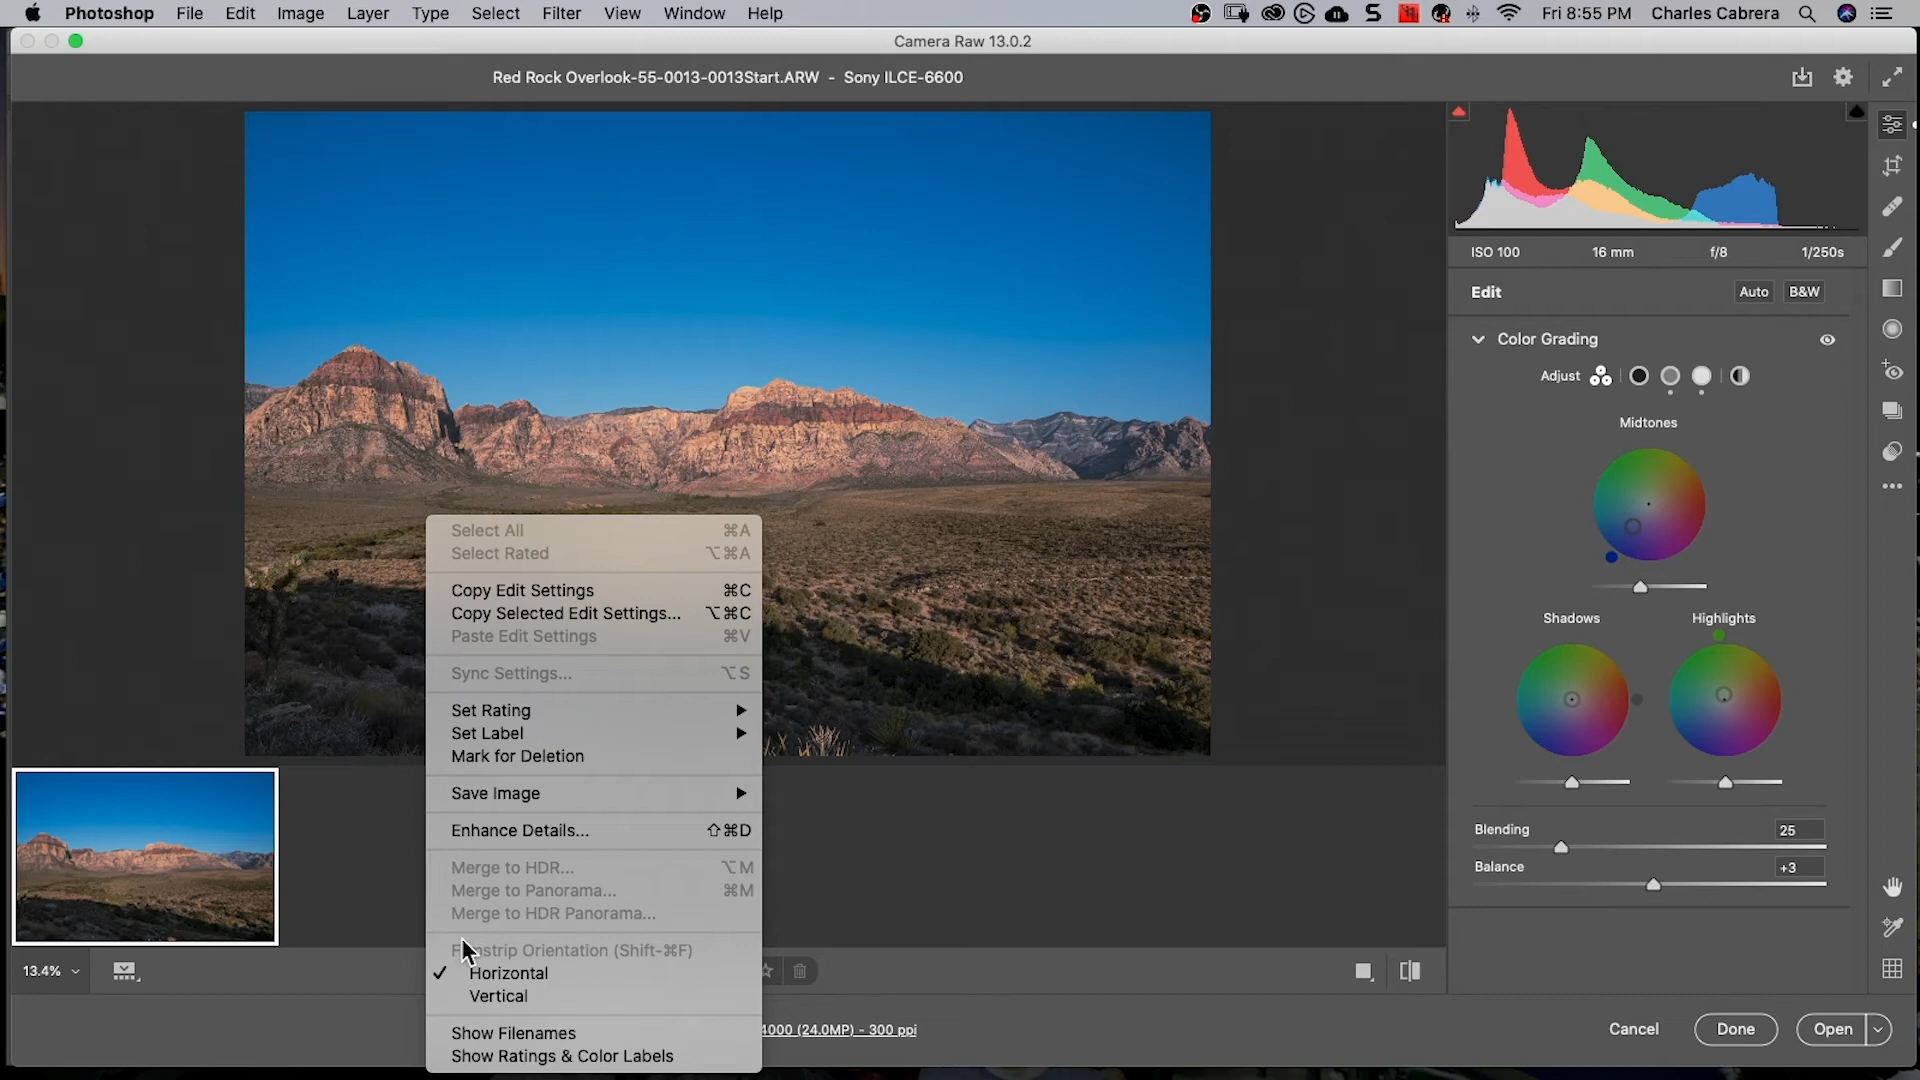 Photoshop File Edit Image Layer Type Select Filter View Window Help Fri 8:55 PM Charles Cabrera
Camera Raw 13.0.2
Red Rock Overlook-55-0013-0013Start.ARW - Sony ILCE-6600
ISO 100 16 mm f/8 1/250s
Edit Auto B&W
Color Grading
Adjust
Midtones
Shadows Highlights
Blending 25
Balance +3
Select All ⌘A
Select Rated ⌥⌘A
Copy Edit Settings ⌘C
Copy Selected Edit Settings... ⌥⌘C
Paste Edit Settings ⌘V
Sync Settings... ⌥S
Set Rating
Set Label
Mark for Deletion
Save Image
Enhance Details... ⇧⌘D
Merge to HDR... ⌥M
Merge to Panorama... ⌘M
Merge to HDR Panorama...
Orientation (Shift-⌘F)
Horizontal
Vertical
Show Filenames
Show Ratings & Color Labels
13.4%
4000 (24.0MP) - 300 ppi
Cancel Done Open